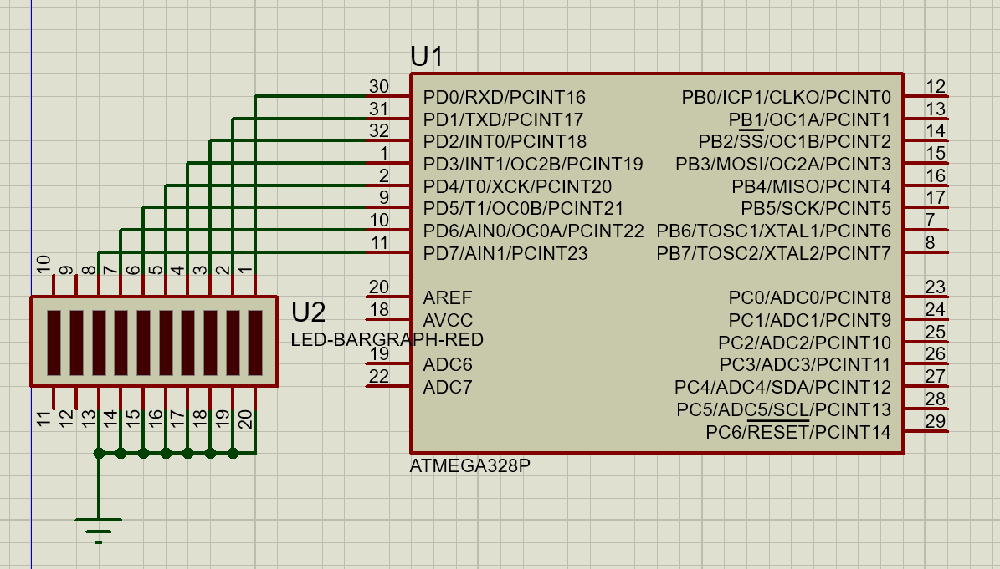 U1
30 PD0/RXD/PCINT16 PB0/ICP1/CLKO/PCINT0 12
31 PD1/TXD/PCINT17 PB1/OC1A/PCINT1 13
32 PD2/INT0/PCINT18 PB2/SS/OC1B/PCINT2 14
1 PD3/INT1/OC2B/PCINT19 PB3/MOSI/OC2A/PCINT3 15
2 PD4/T0/XCK/PCINT20 PB4/MISO/PCINT4 16
9 PD5/T1/OC0B/PCINT21 PB5/SCK/PCINT5 17
10 PD6/AIN0/OC0A/PCINT22 PB6/TOSC1/XTAL1/PCINT6 7
11 PD7/AIN1/PCINT23 PB7/TOSC2/XTAL2/PCINT7 8
10 9 8 7 6 5 4 3 2 1
20 AREF PC0/ADC0/PCINT8 23
18 AVCC PC1/ADC1/PCINT9 24
U2
LED-BARGRAPH-RED
PC2/ADC2/PCINT10 25
19 ADC6 PC3/ADC3/PCINT11 26
22 ADC7 PC4/ADC4/SDA/PCINT12 27
PC5/ADC5/SCL/PCINT13 28
PC6/RESET/PCINT14 29
11 12 13 14 15 16 17 18 19 20
ATMEGA328P